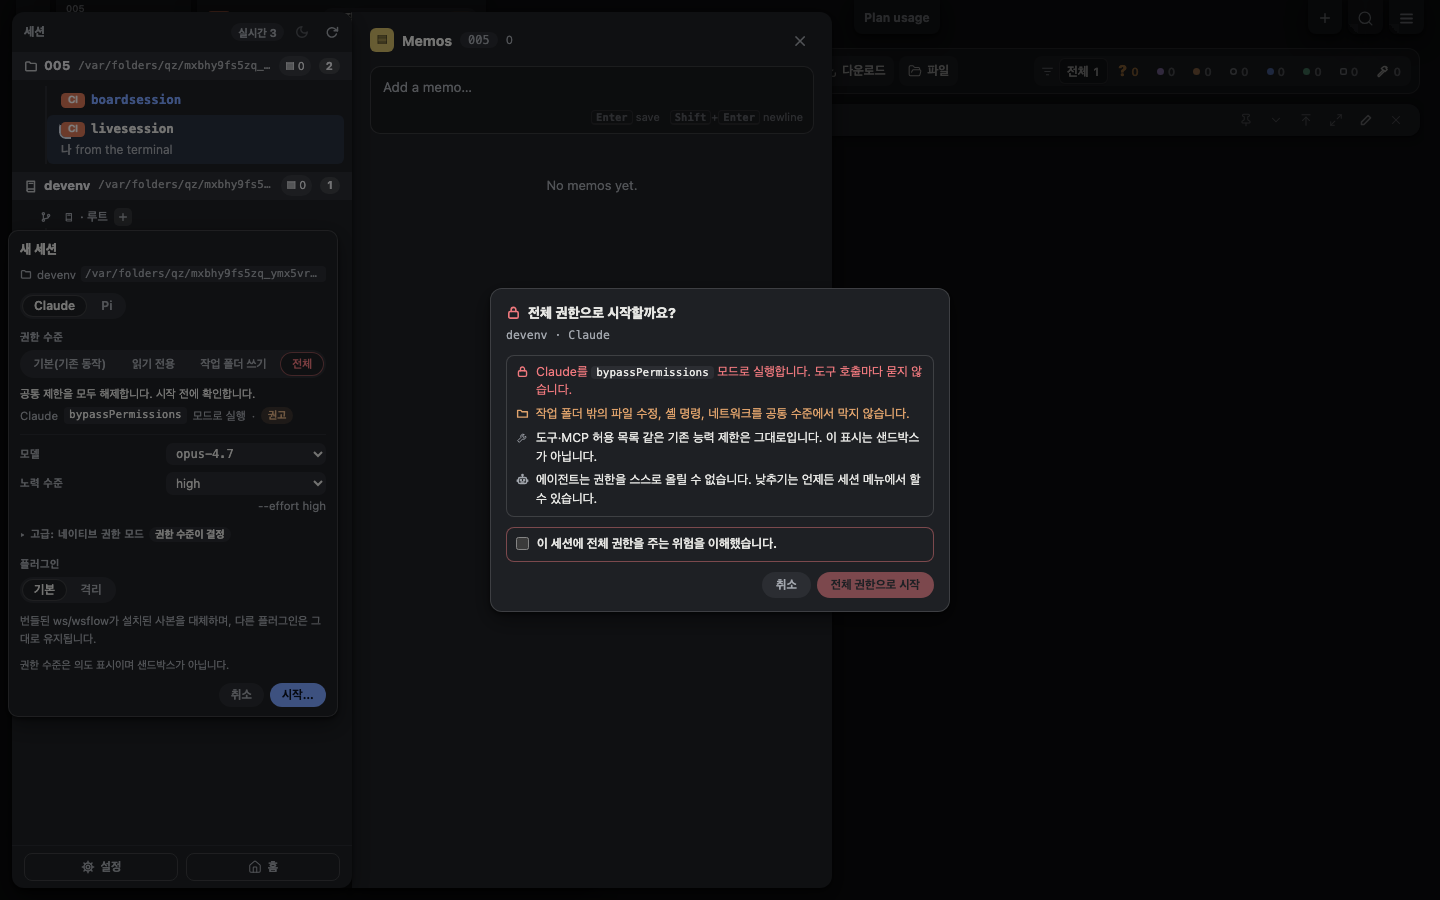 005
세션
실시간 3
005 /var/folders/qz/mxbhy9fs5zq_… 0 2
CI boardsession
CI livesession
나 from the terminal
devenv /var/folders/qz/mxbhy9fs5… 0 1
· 루트 +
새 세션
devenv /var/folders/qz/mxbhy9fs5zq_ymx5vr…
Claude Pi
권한 수준
기본(기존 동작) 읽기 전용 작업 폴더 쓰기 전체
공통 제한을 모두 해제합니다. 시작 전에 확인합니다.
Claude bypassPermissions 모드로 실행 · 권고
모델 opus-4.7
노력 수준 high
--effort high
고급: 네이티브 권한 모드 권한 수준이 결정
플러그인
기본 격리
번들된 ws/wsflow가 설치된 사본을 대체하며, 다른 플러그인은 그
대로 유지됩니다.
권한 수준은 의도 표시이며 샌드박스가 아닙니다.
취소 시작…
설정 홈
Memos 005 0
Add a memo…
Enter save Shift+Enter newline
No memos yet.
Plan usage
다운로드 파일 전체 1 ? 0 0 0 0 0 0 0 0
전체 권한으로 시작할까요?
devenv · Claude
Claude를 bypassPermissions 모드로 실행합니다. 도구 호출마다 묻지 않
습니다.
작업 폴더 밖의 파일 수정, 셸 명령, 네트워크를 공통 수준에서 막지 않습니다.
도구·MCP 허용 목록 같은 기존 능력 제한은 그대로입니다. 이 표시는 샌드박스
가 아닙니다.
에이전트는 권한을 스스로 올릴 수 없습니다. 낮추기는 언제든 세션 메뉴에서 할
수 있습니다.
이 세션에 전체 권한을 주는 위험을 이해했습니다.
취소 전체 권한으로 시작